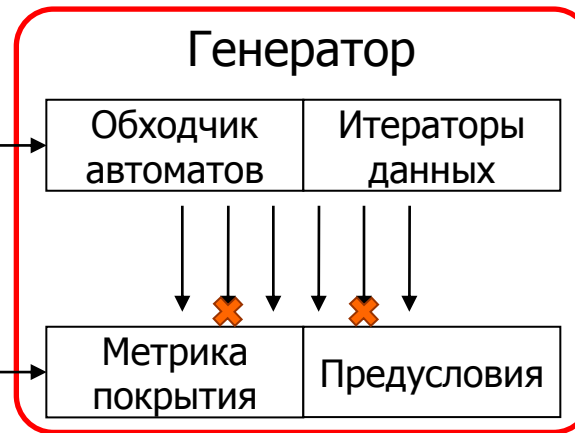 Генератор
Обходчик
автоматов
Итераторы
данных
Метрика
покрытия
Предусловия